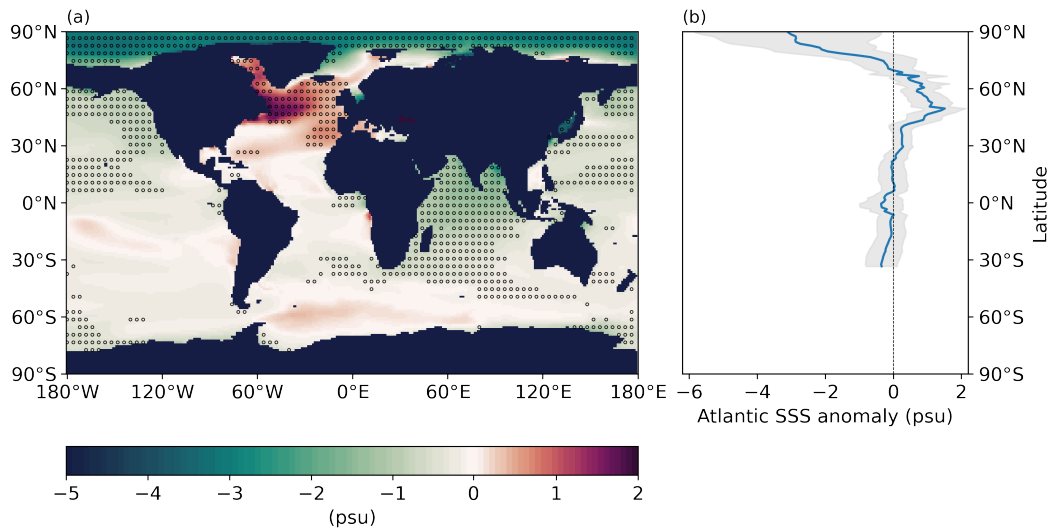 (a)
90°N
60°N
30°N
0°N
30°S
60°S
90°S
180°W 120°W 60°W 0°E 60°E 120°E 180°E
−5 −4 −3 −2 −1 0 1 2
(psu)
(b)
90°N
60°N
30°N
0°N
30°S
60°S
90°S
Latitude
−6 −4 −2 0 2
Atlantic SSS anomaly (psu)